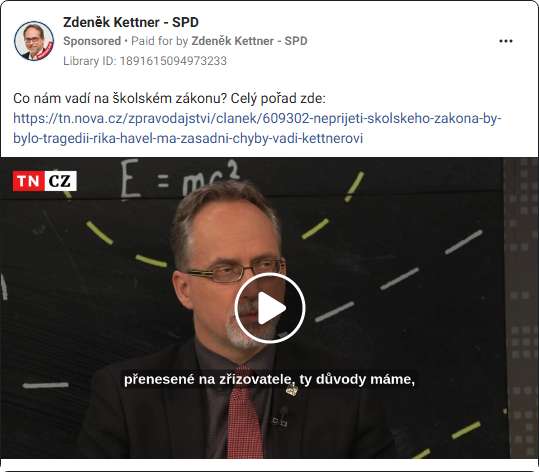 Zdeněk Kettner - SPD
Sponsored • Paid for by Zdeněk Kettner - SPD
Library ID: 1891615094973233
Co nám vadí na školském zákonu? Celý pořad zde:
https://tn.nova.cz/zpravodajstvi/clanek/609302-neprijeti-skolskeho-zakona-by-
bylo-tragedii-rika-havel-ma-zasadni-chyby-vadi-kettnerovi
TN CZ
E = mc²
přenesené na zřizovatele, ty důvody máme,